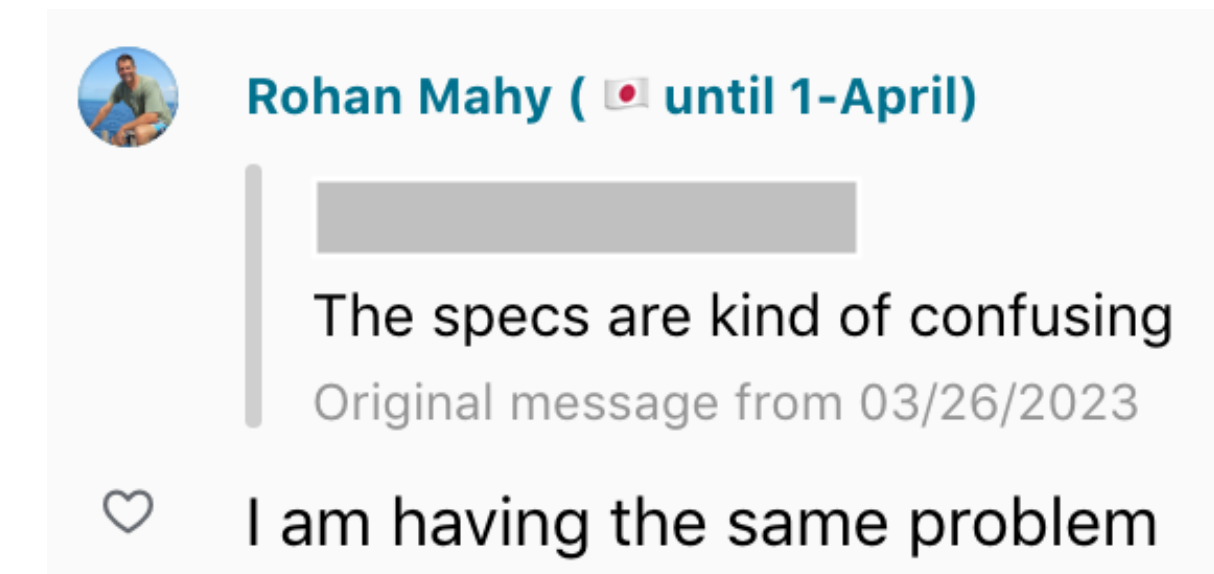 Rohan Mahy ( 🇯🇵 until 1-April)
The specs are kind of confusing
Original message from 03/26/2023
I am having the same problem